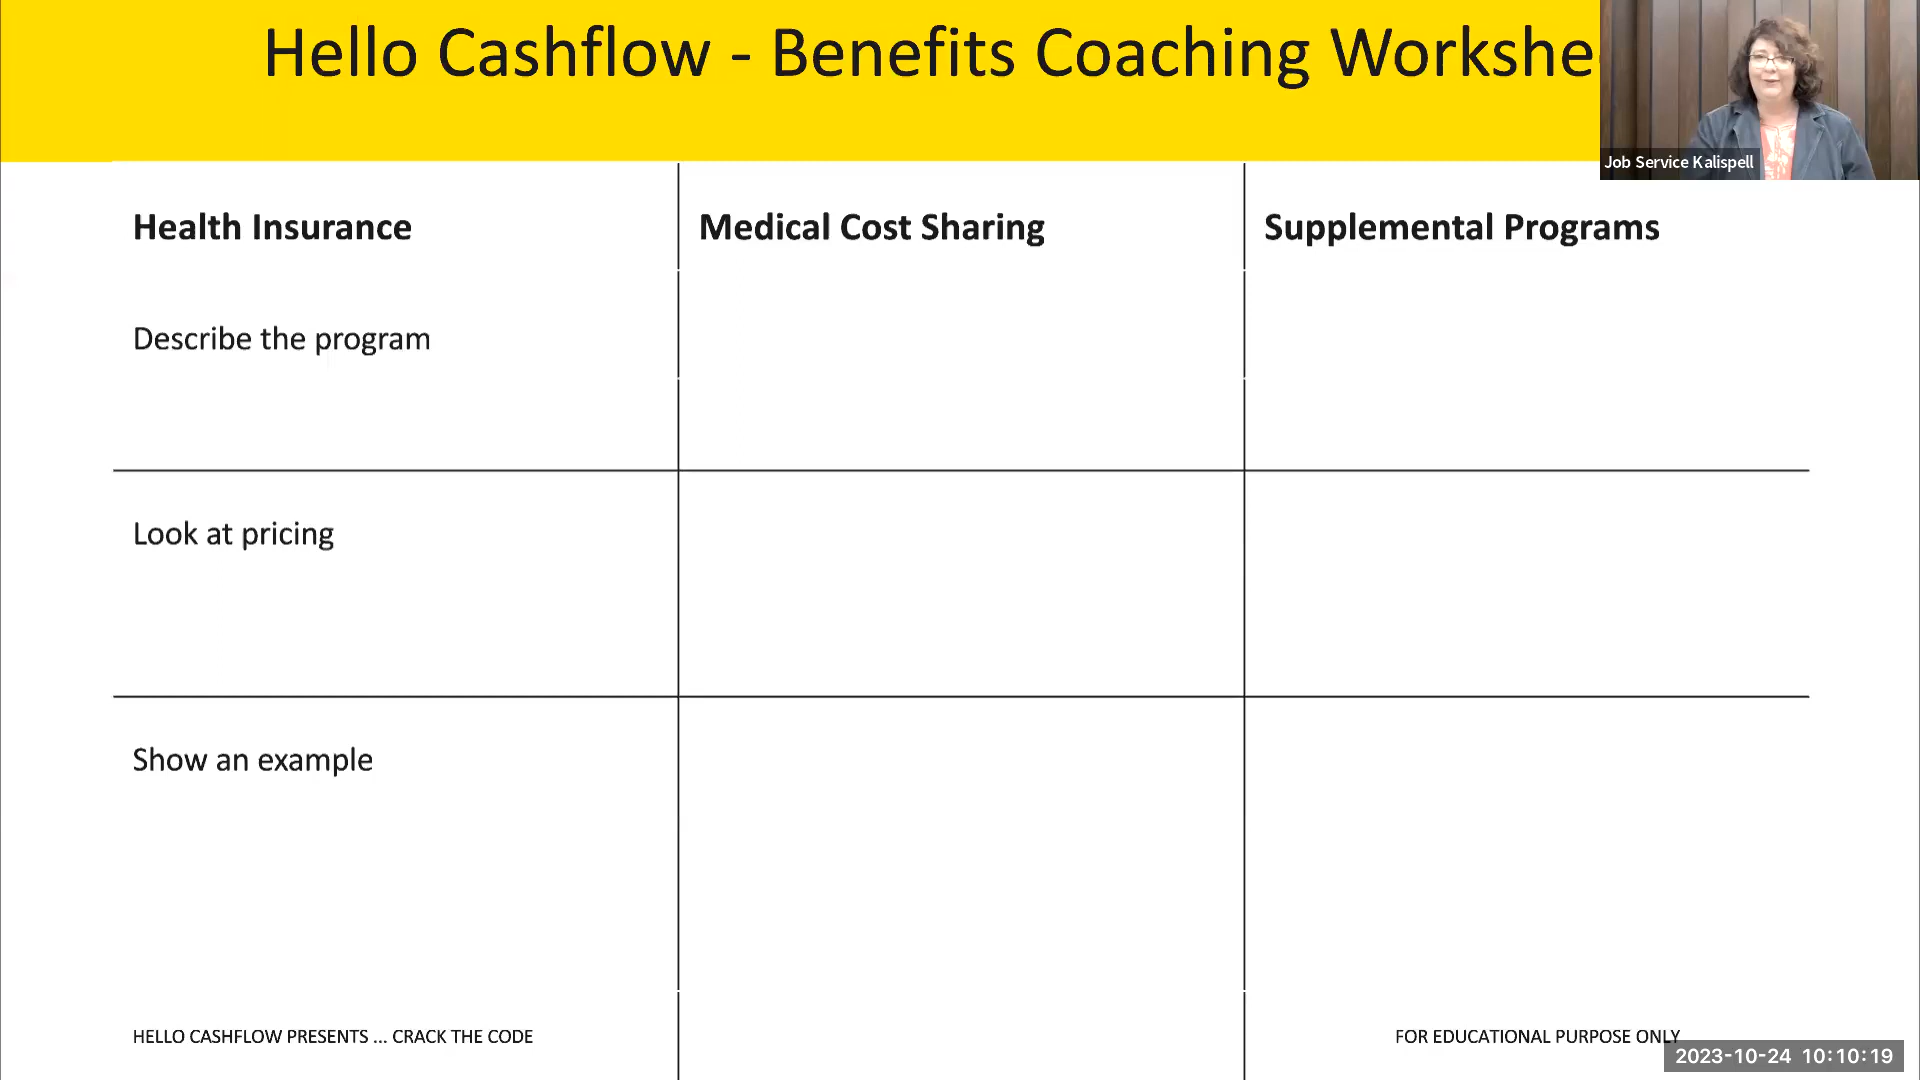 Hello Cashflow - Benefits Coaching Workshe
Job Service Kalispell
Health Insurance
Medical Cost Sharing
Supplemental Programs
Describe the program
Look at pricing
Show an example
HELLO CASHFLOW PRESENTS ... CRACK THE CODE
FOR EDUCATIONAL PURPOSE ONLY
2023-10-24 10:10:19